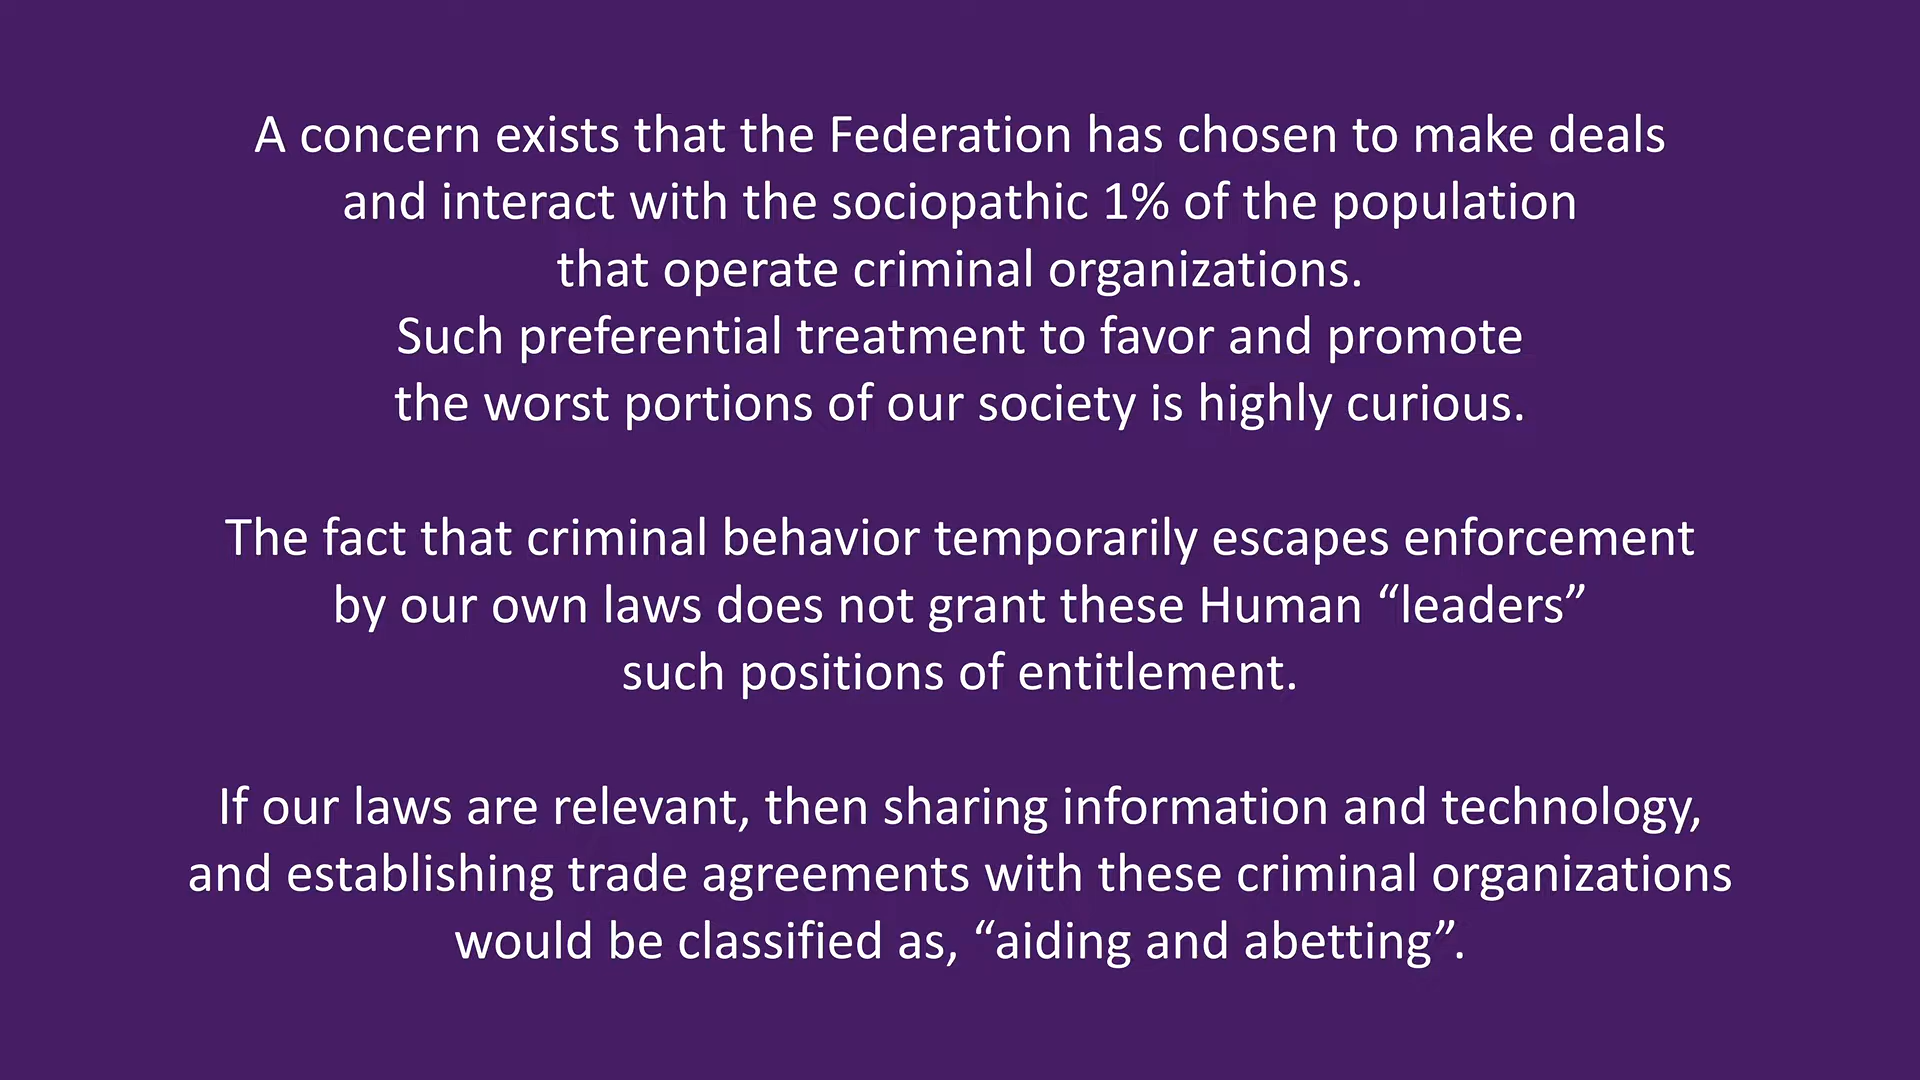 A concern exists that the Federation has chosen to make deals
and interact with the sociopathic 1% of the population
that operate criminal organizations.
Such preferential treatment to favor and promote
the worst portions of our society is highly curious.
The fact that criminal behavior temporarily escapes enforcement
by our own laws does not grant these Human “leaders”
such positions of entitlement.
If our laws are relevant, then sharing information and technology,
and establishing trade agreements with these criminal organizations
would be classified as, “aiding and abetting”.